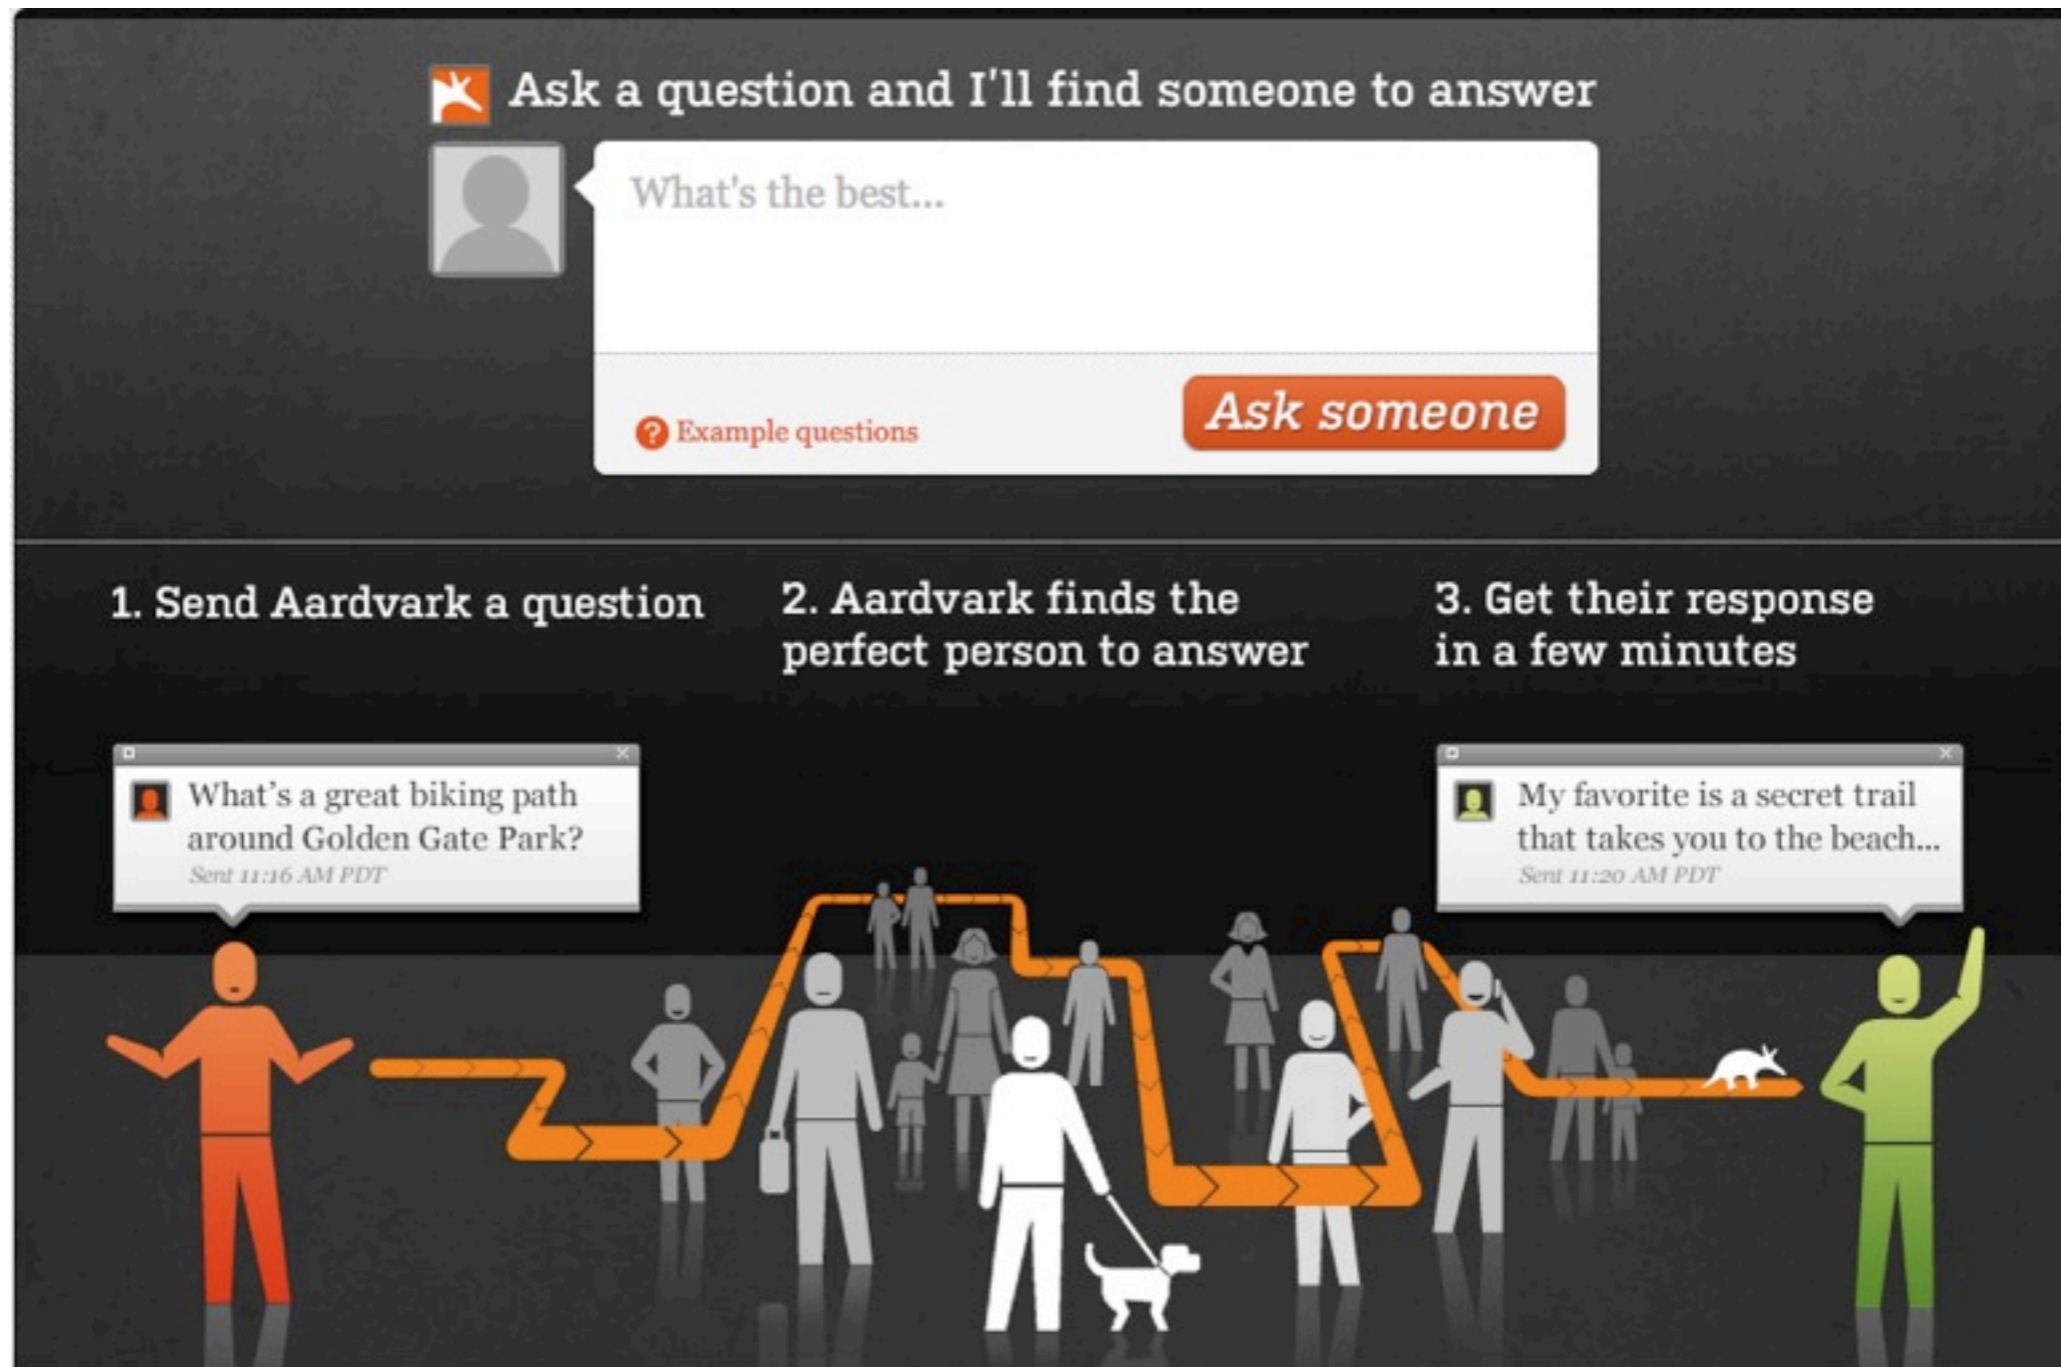 Ask a question and I'll find someone to answer
What's the best...
Example questions
Ask someone
1. Send Aardvark a question
2. Aardvark finds the
perfect person to answer
3. Get their response
in a few minutes
What's a great biking path
around Golden Gate Park?
Sent 11:16 AM PDT
My favorite is a secret trail
that takes you to the beach...
Sent 11:20 AM PDT